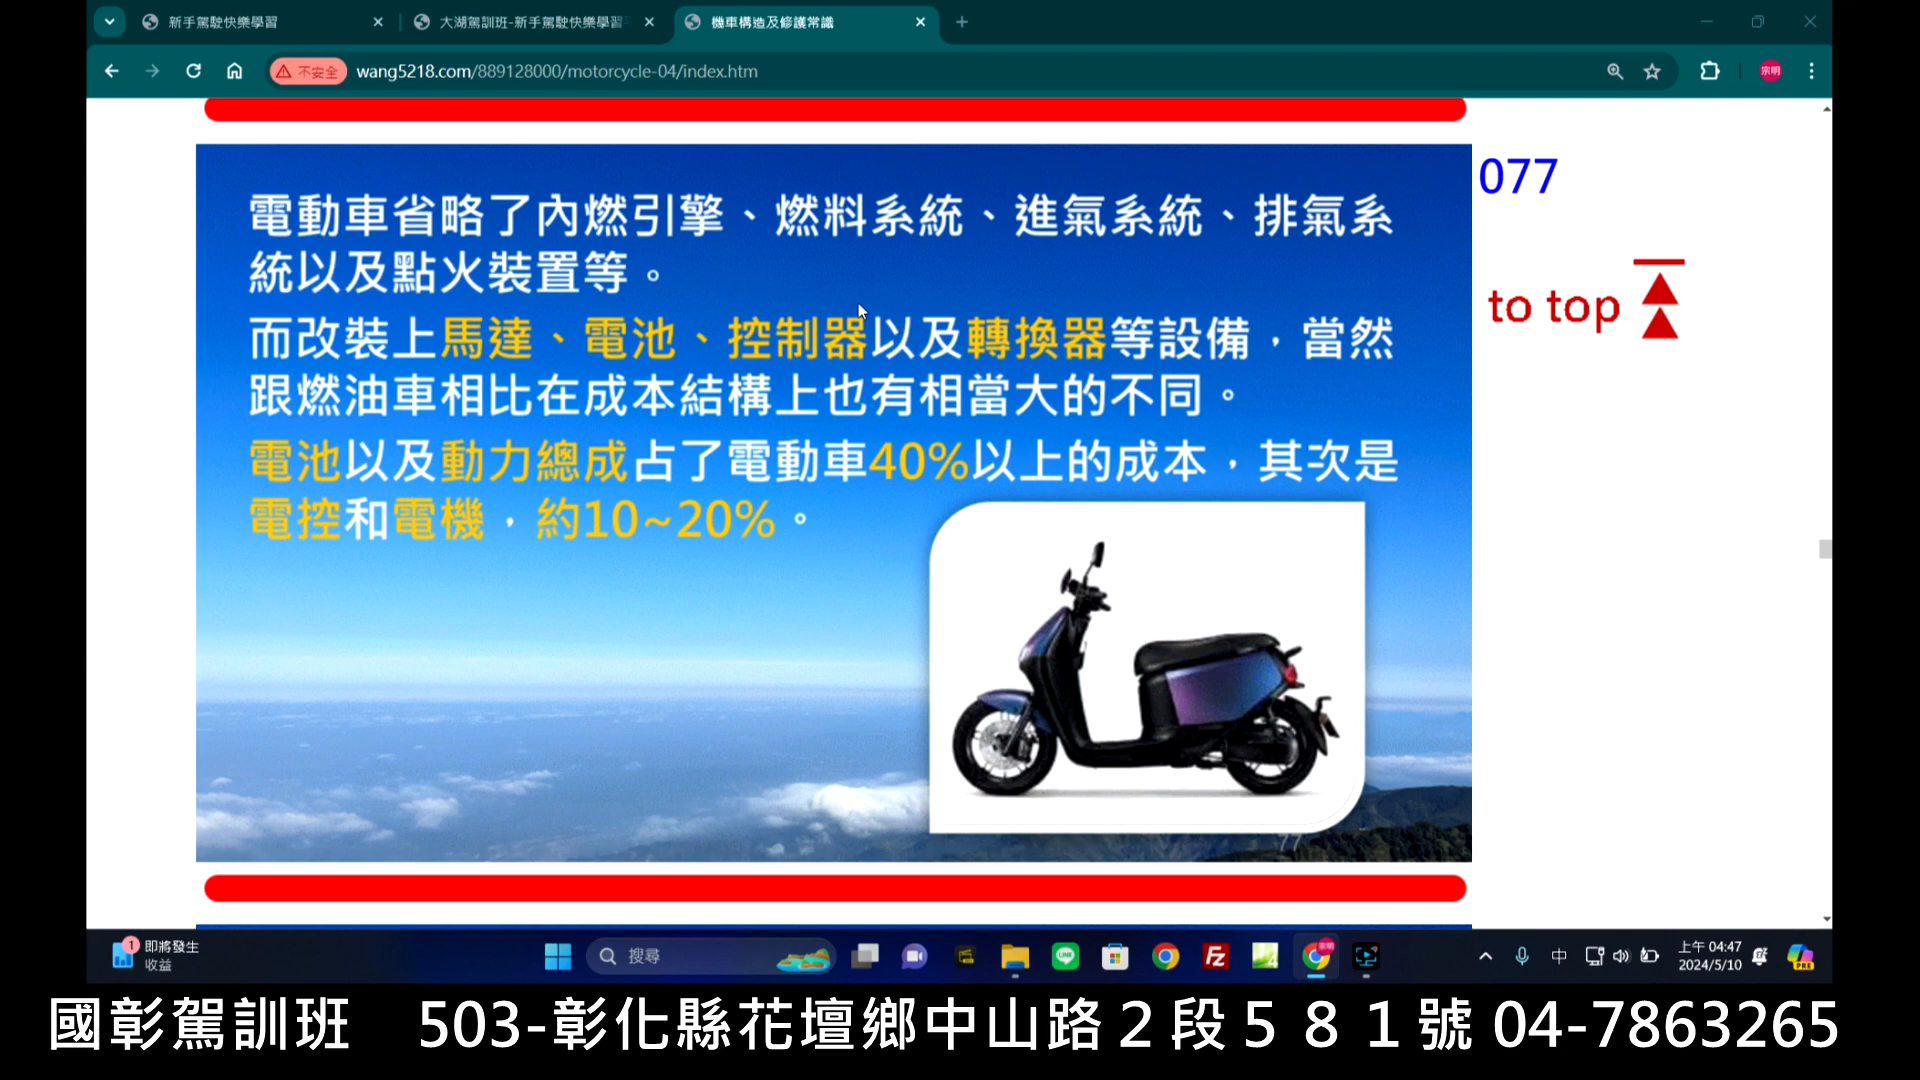 新手駕駛快樂學習
大湖駕訓班-新手駕駛快樂學習
機車構造及修護常識
不安全
wang5218.com/889128000/motorcycle-04/index.htm
宗明
電動車省略了內燃引擎、燃料系統、進氣系統、排氣系
統以及點火裝置等。
而改裝上馬達、電池、控制器以及轉換器等設備，當然
跟燃油車相比在成本結構上也有相當大的不同。
電池以及動力總成占了電動車40%以上的成本，其次是
電控和電機，約10~20%。
77
077
to top
1
即將發生
收益
搜尋
中
上午 04:47
2024/5/10
國彰駕訓班 503-彰化縣花壇鄉中山路２段５８１號 04-7863265